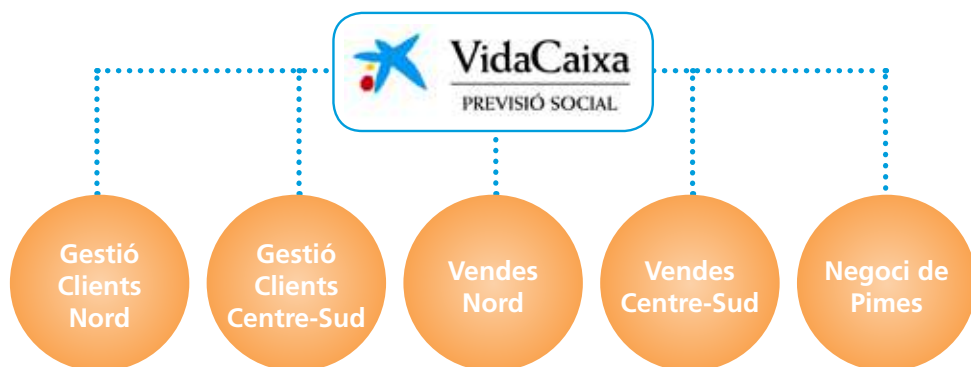 VidaCaixa
PREVISIÓ SOCIAL
Gestió
Clients
Nord
Gestió
Clients
Centre-Sud
Vendes
Nord
Vendes
Centre-Sud
Negoci de
Pimes